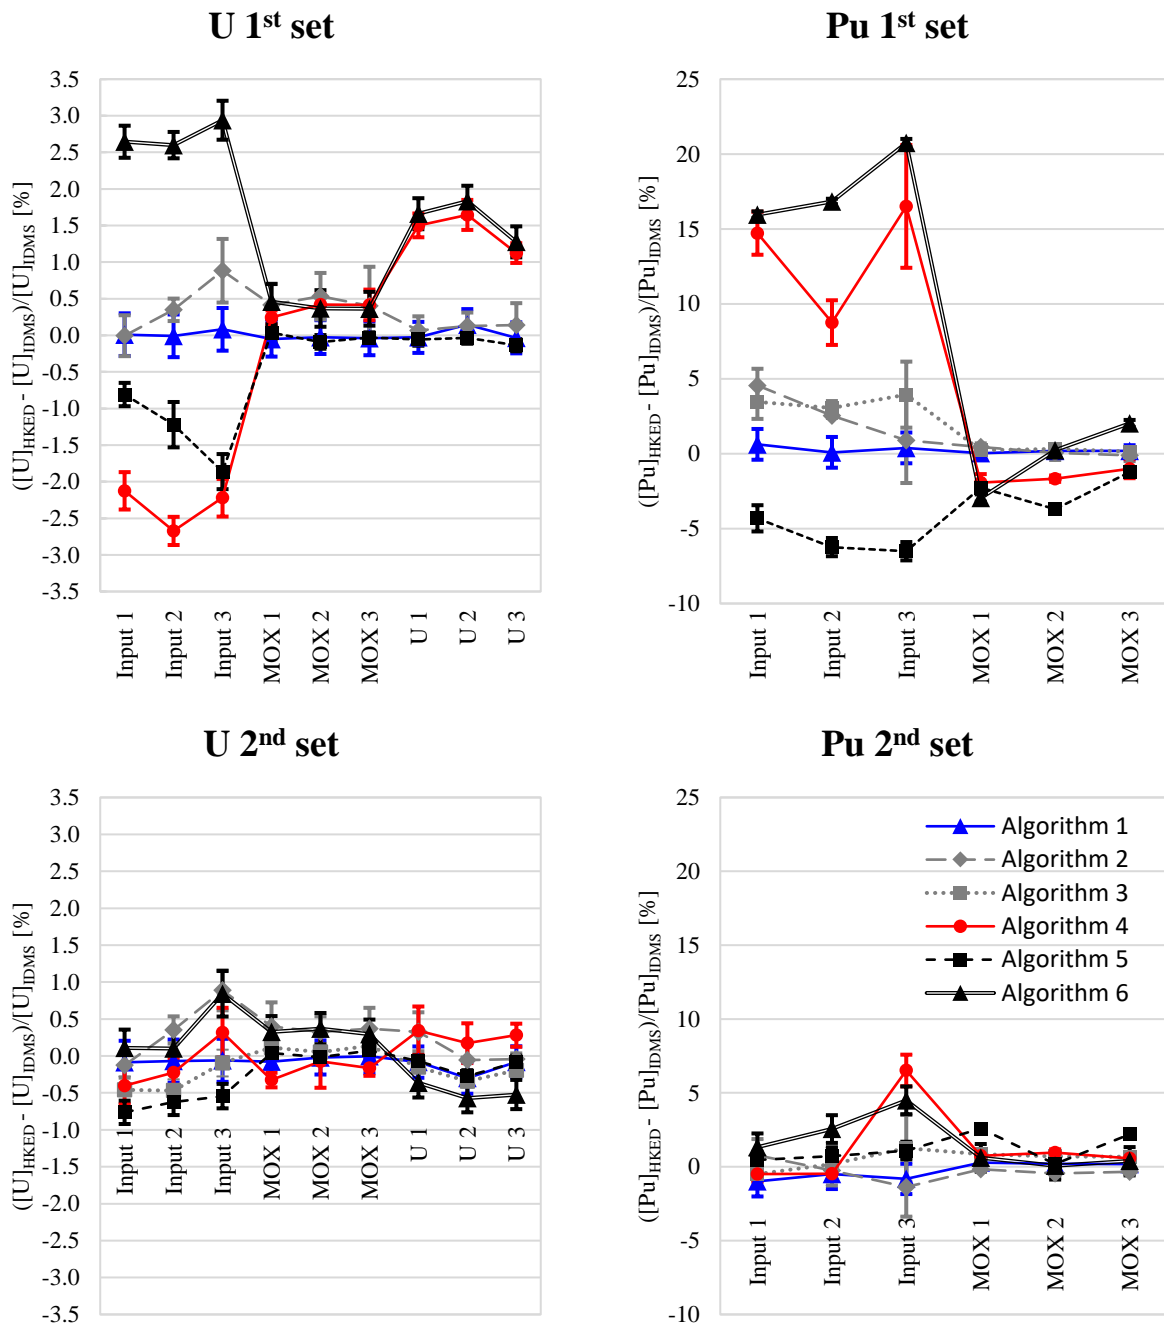 U 1st set
([U]HKED - [U]IDMS)/[U]IDMS [%]
3.5
3.0
2.5
2.0
1.5
1.0
0.5
0.0
-0.5
-1.0
-1.5
-2.0
-2.5
-3.0
-3.5
Input 1
Input 2
Input 3
MOX 1
MOX 2
MOX 3
U 1
U 2
U 3
Pu 1st set
([Pu]HKED - [Pu]IDMS)/[Pu]IDMS [%]
25
20
15
10
5
0
-5
-10
Input 1
Input 2
Input 3
MOX 1
MOX 2
MOX 3
U 2nd set
([U]HKED - [U]IDMS)/[U]IDMS [%]
3.5
3.0
2.5
2.0
1.5
1.0
0.5
0.0
-0.5
-1.0
-1.5
-2.0
-2.5
-3.0
-3.5
Input 1
Input 2
Input 3
MOX 1
MOX 2
MOX 3
U 1
U 2
U 3
Pu 2nd set
([Pu]HKED - [Pu]IDMS)/[Pu]IDMS [%]
25
20
15
10
5
0
-5
-10
Algorithm 1
Algorithm 2
Algorithm 3
Algorithm 4
Algorithm 5
Algorithm 6
Input 1
Input 2
Input 3
MOX 1
MOX 2
MOX 3